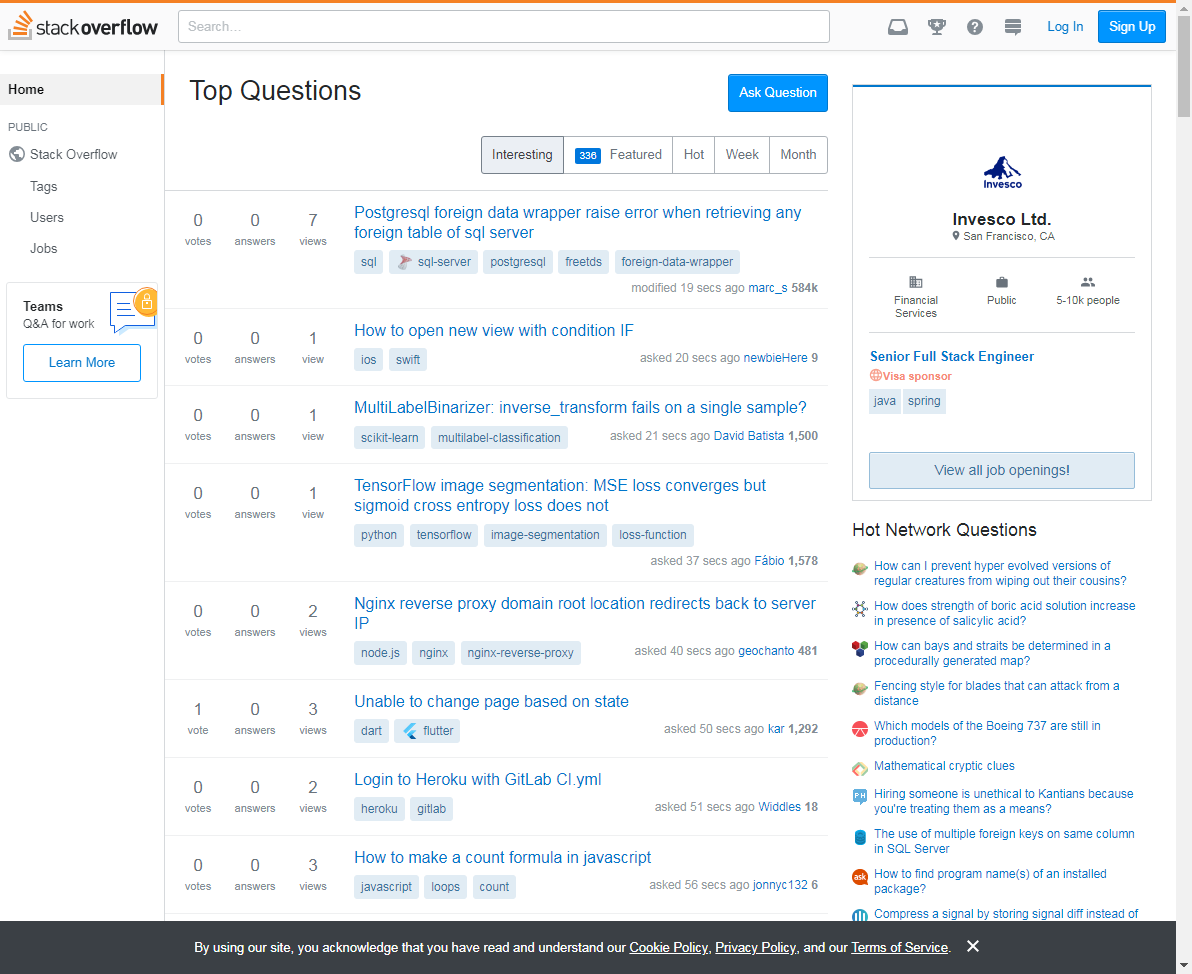 stackoverflow
Search...
Log In
Sign Up
Home
PUBLIC
Stack Overflow
Tags
Users
Jobs
Teams
Q&A for work
Learn More
Top Questions
Ask Question
Interesting
336 Featured
Hot
Week
Month
0 0 7
votes answers views
Postgresql foreign data wrapper raise error when retrieving any
foreign table of sql server
sql sql-server postgresql freetds foreign-data-wrapper
modified 19 secs ago marc_s 584k
0 0 1
votes answers view
How to open new view with condition IF
ios swift
asked 20 secs ago newbieHere 9
0 0 1
votes answers view
MultiLabelBinarizer: inverse_transform fails on a single sample?
scikit-learn multilabel-classification
asked 21 secs ago David Batista 1,500
0 0 1
votes answers view
TensorFlow image segmentation: MSE loss converges but
sigmoid cross entropy loss does not
python tensorflow image-segmentation loss-function
asked 37 secs ago Fábio 1,578
0 0 2
votes answers views
Nginx reverse proxy domain root location redirects back to server
IP
node.js nginx nginx-reverse-proxy
asked 40 secs ago geochanto 481
1 0 3
vote answers views
Unable to change page based on state
dart flutter
asked 50 secs ago kar 1,292
0 0 2
votes answers views
Login to Heroku with GitLab CI.yml
heroku gitlab
asked 51 secs ago Widdles 18
0 0 3
votes answers views
How to make a count formula in javascript
javascript loops count
asked 56 secs ago jonnyc132 6
Invesco
Invesco Ltd.
San Francisco, CA
Financial
Services
Public
5-10k people
Senior Full Stack Engineer
Visa sponsor
java spring
View all job openings!
Hot Network Questions
How can I prevent hyper evolved versions of
regular creatures from wiping out their cousins?
How does strength of boric acid solution increase
in presence of salicylic acid?
How can bays and straits be determined in a
procedurally generated map?
Fencing style for blades that can attack from a
distance
Which models of the Boeing 737 are still in
production?
Mathematical cryptic clues
PH
Hiring someone is unethical to Kantians because
you're treating them as a means?
The use of multiple foreign keys on same column
in SQL Server
ask
How to find program name(s) of an installed
package?
Compress a signal by storing signal diff instead of
By using our site, you acknowledge that you have read and understand our Cookie Policy, Privacy Policy, and our Terms of Service.